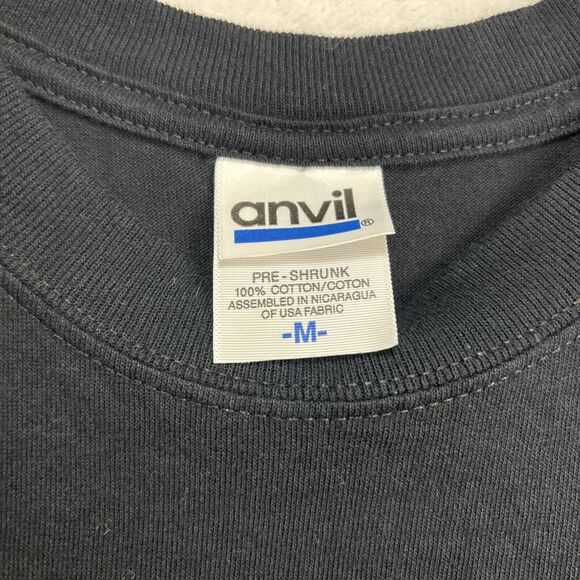 anvil®
PRE-SHRUNK
100% COTTON/COTON
ASSEMBLED IN NICARAGUA
OF USA FABRIC
-M-